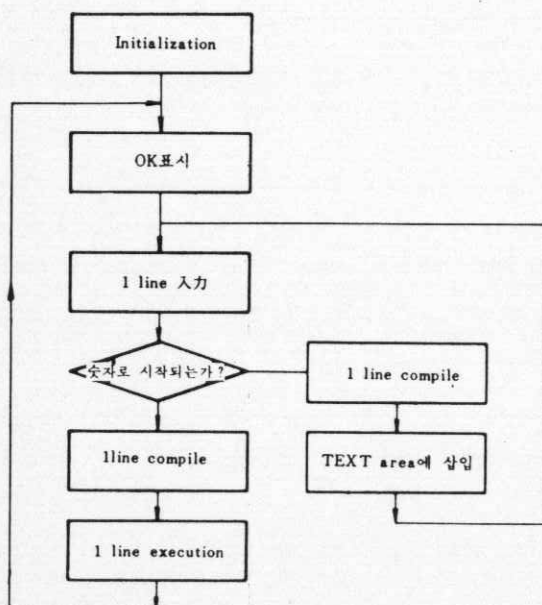 Initialization
OK표시
1 line 入力
숫자로 시작되는가?
1 line compile
1line compile
TEXT area에 삽입
1 line execution